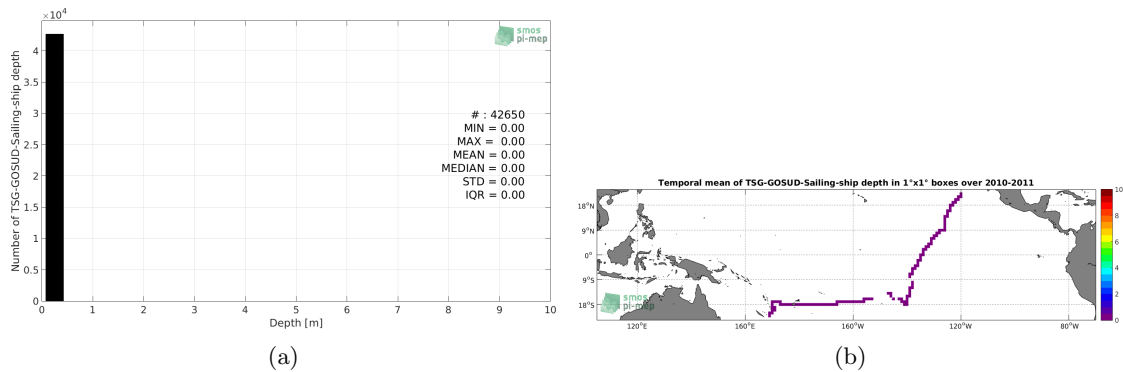 ×10⁴
4
3.5
3
2.5
2
1.5
1
0.5
0
Number of TSG-GOSUD-Sailing-ship depth
smos
pi-mep
# : 42650
MIN = 0.00
MAX = 0.00
MEAN = 0.00
MEDIAN = 0.00
STD = 0.00
IQR = 0.00
0 1 2 3 4 5 6 7 8 9 10
Depth [m]
(a)
Temporal mean of TSG-GOSUD-Sailing-ship depth in 1°x1° boxes over 2010-2011
18°N
9°N
0°
9°S
18°S
smos
pi-mep
120°E 160°E 160°W 120°W 80°W
10
8
6
4
2
0
(b)